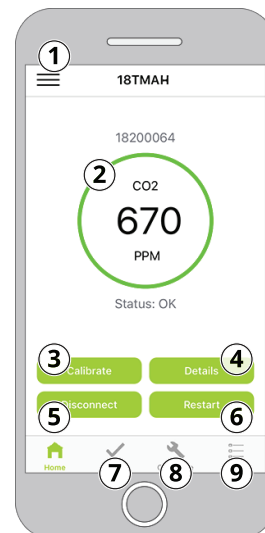 1
18TMAH
18200064
2
CO2
670
PPM
Status: OK
3
4
Calibrate
Details
5
6
Disconnect
Restart
Home
7
8
9